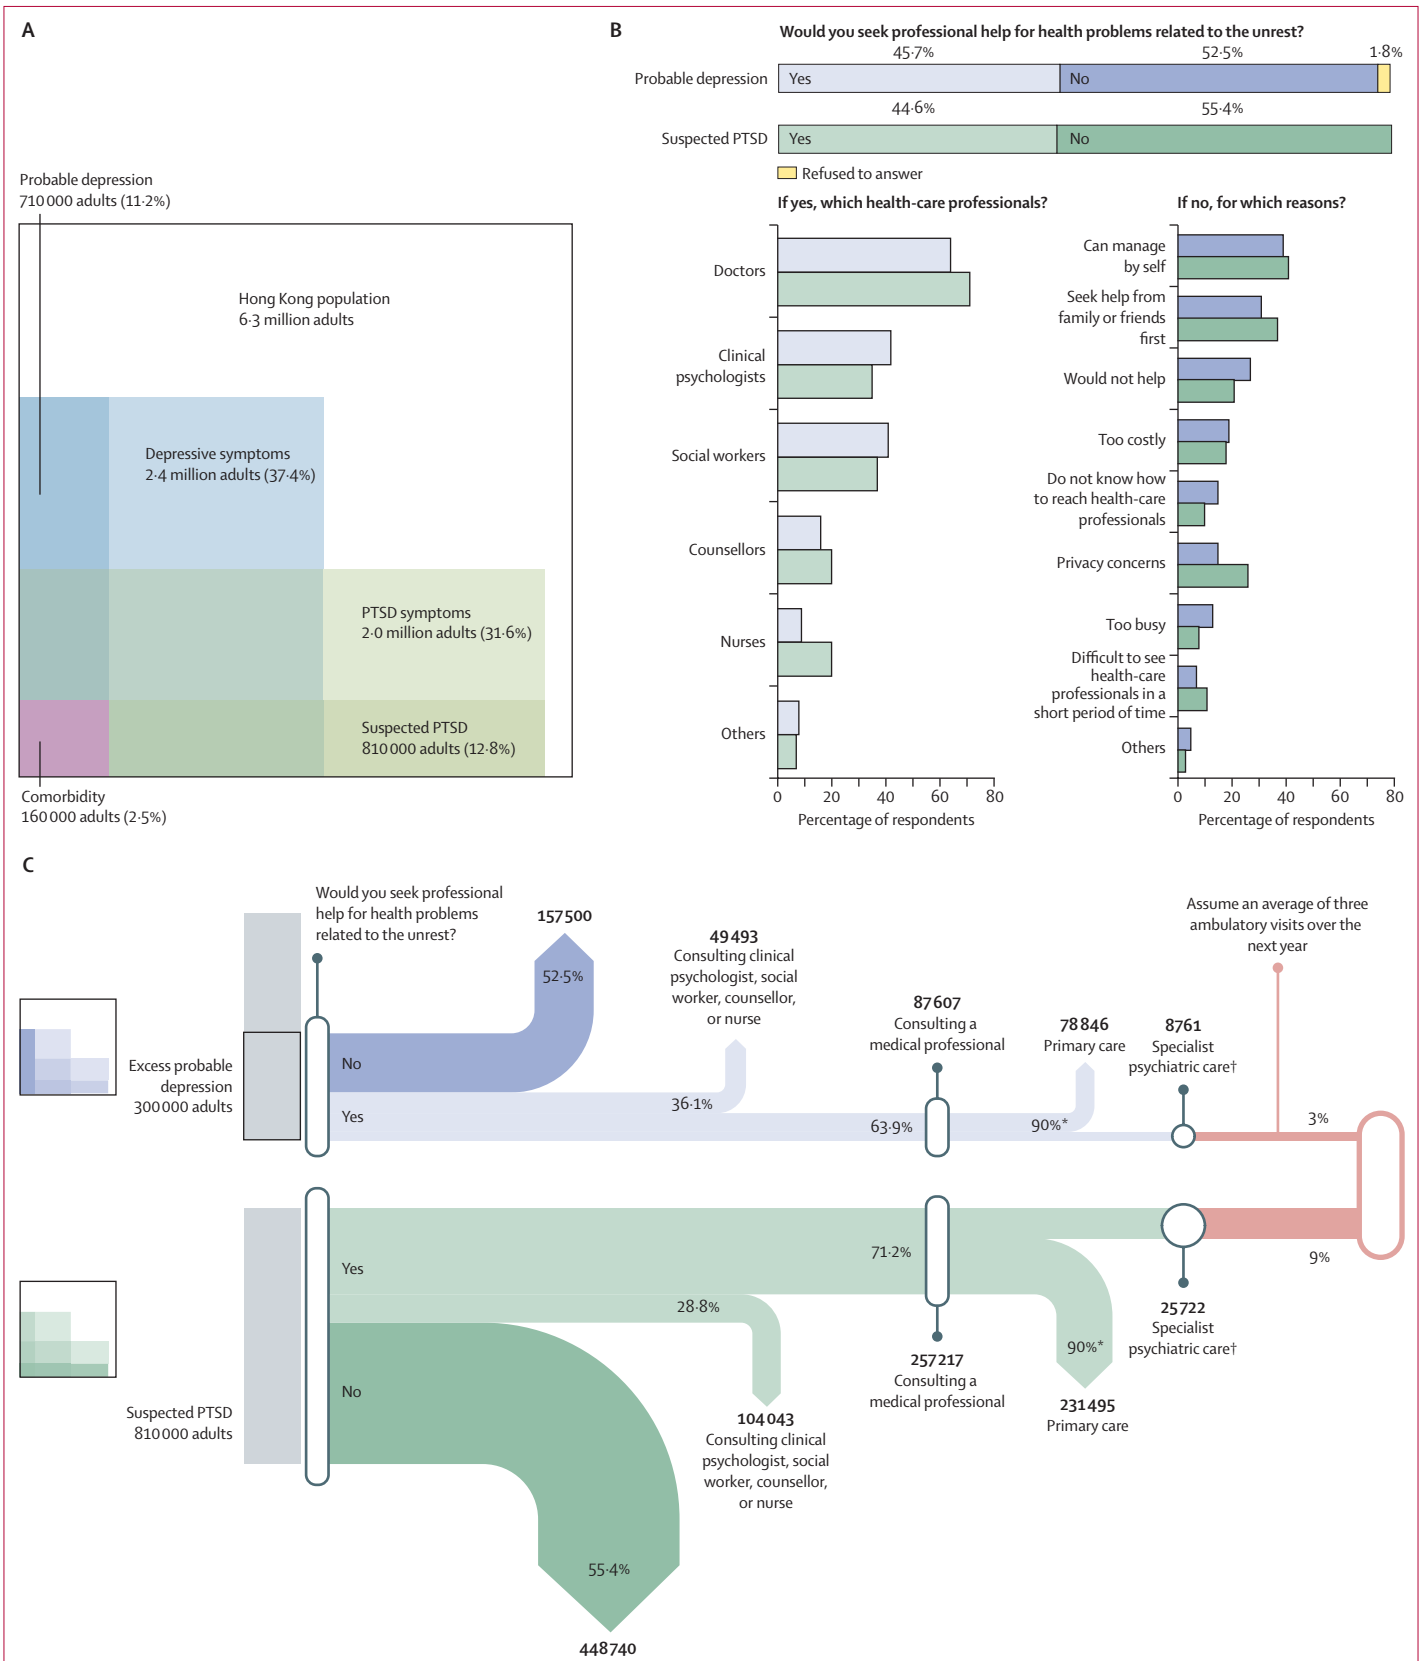 A
Probable depression
710 000 adults (11·2%)
Hong Kong population
6·3 million adults
Depressive symptoms
2·4 million adults (37·4%)
PTSD symptoms
2·0 million adults (31·6%)
Suspected PTSD
810 000 adults (12·8%)
Comorbidity
160 000 adults (2·5%)
B
Would you seek professional help for health problems related to the unrest?
45·7%
52·5%
1·8%
Probable depression
Yes
No
44·6%
55·4%
Suspected PTSD
Yes
No
Refused to answer
If yes, which health-care professionals?
Doctors
Clinical
psychologists
Social workers
Counsellors
Nurses
Others
0 20 40 60 80
Percentage of respondents
If no, for which reasons?
Can manage
by self
Seek help from
family or friends
first
Would not help
Too costly
Do not know how
to reach health-care
professionals
Privacy concerns
Too busy
Difficult to see
health-care
professionals in a
short period of time
Others
0 20 40 60 80
Percentage of respondents
C
Would you seek professional
help for health problems
related to the unrest?
Excess probable
depression
300 000 adults
No
Yes
157 500
52·5%
49 493
Consulting clinical
psychologist, social
worker, counsellor,
or nurse
36·1%
87 607
Consulting a
medical professional
63·9%
78 846
Primary care
90%*
8761
Specialist
psychiatric care†
Assume an average of three
ambulatory visits over the
next year
3%
Suspected PTSD
810 000 adults
Yes
No
71·2%
28·8%
257 217
Consulting a
medical professional
104 043
Consulting clinical
psychologist, social
worker, counsellor,
or nurse
90%*
231 495
Primary care
25 722
Specialist
psychiatric care†
9%
55·4%
448 740